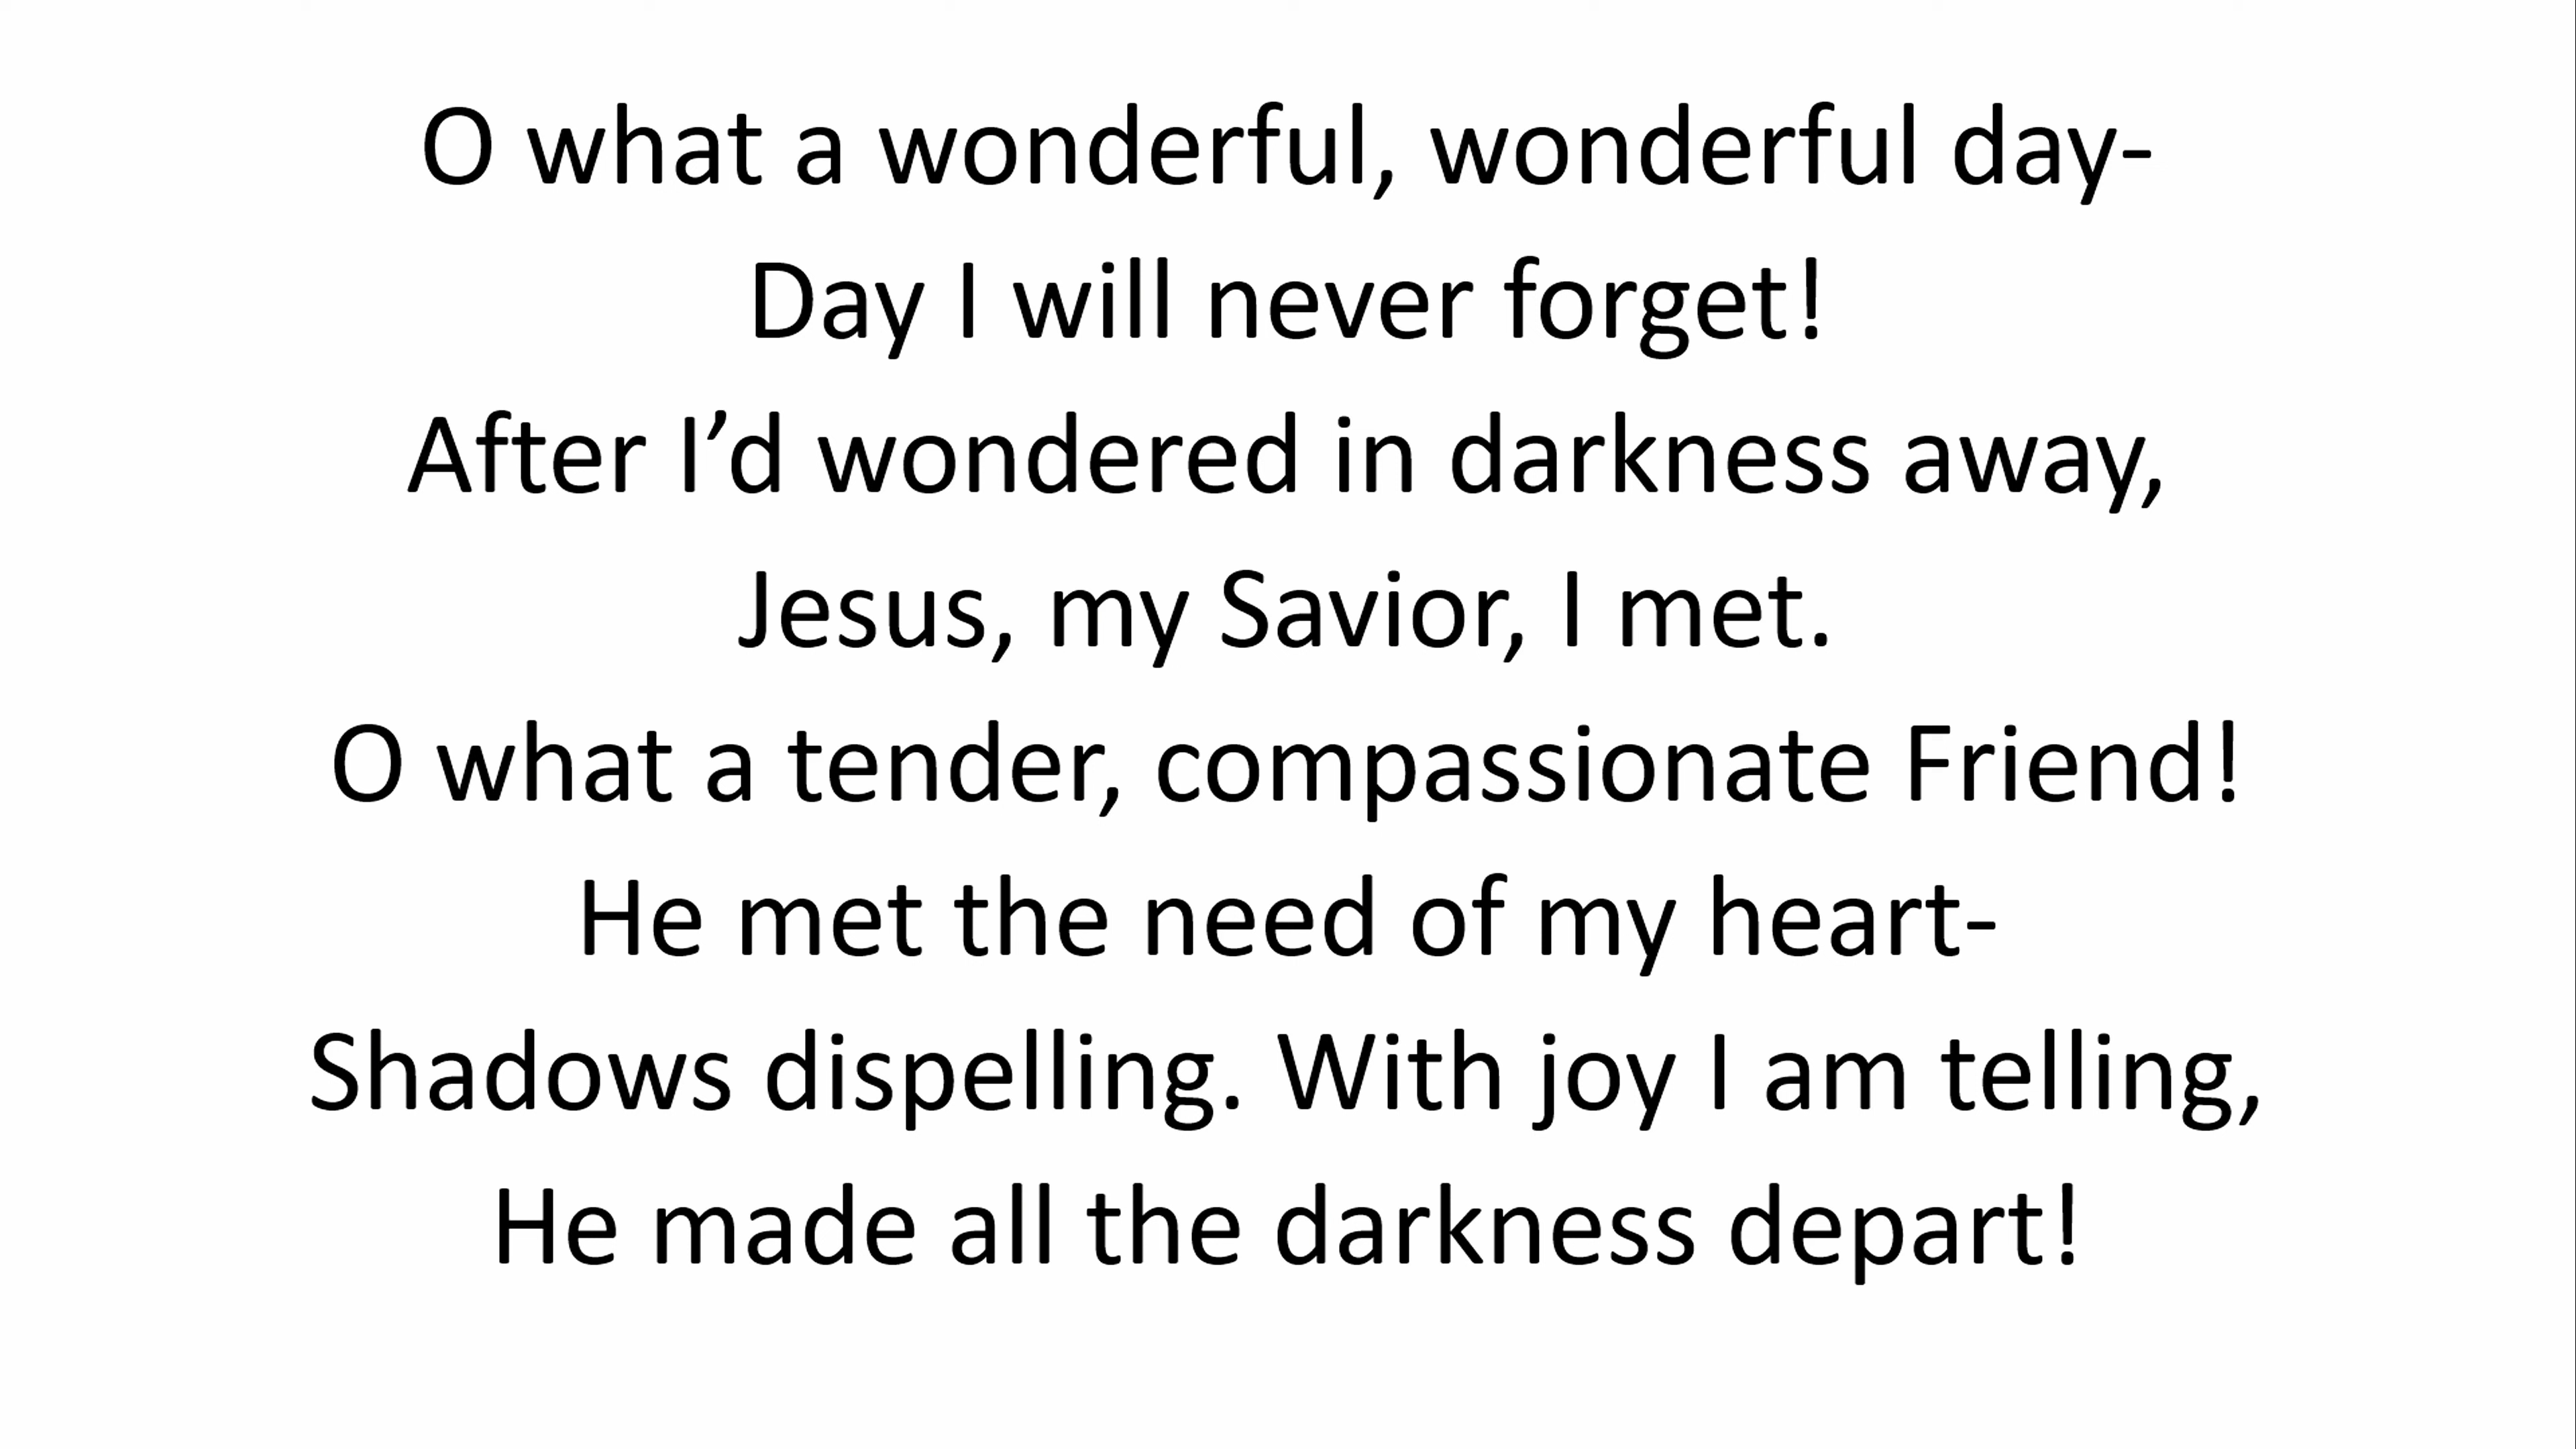 O what a wonderful, wonderful day-
Day I will never forget!
After I’d wondered in darkness away,
Jesus, my Savior, I met.
O what a tender, compassionate Friend!
He met the need of my heart-
Shadows dispelling. With joy I am telling,
He made all the darkness depart!